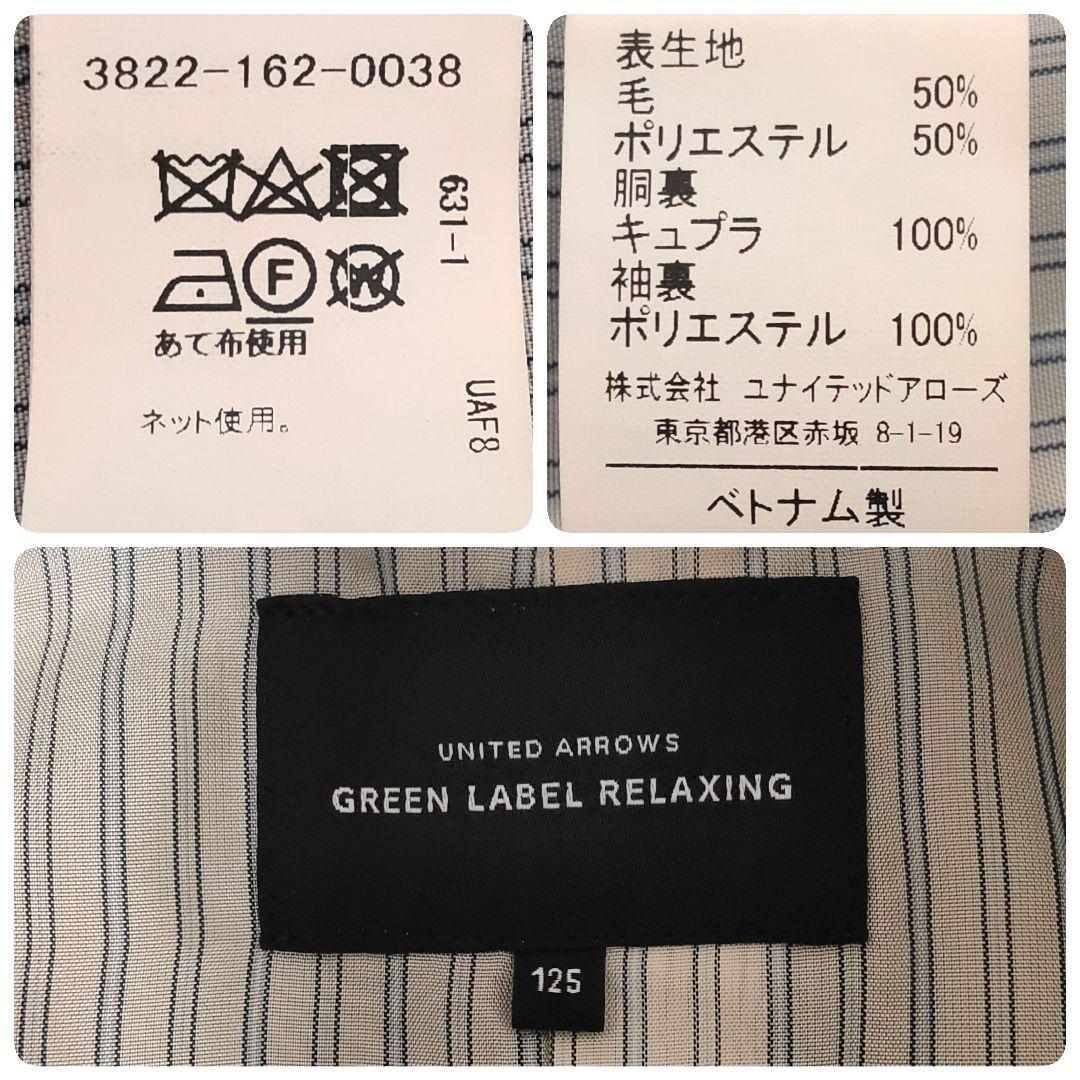 3822-162-0038
631-1
F
W
あて布使用
ネット使用。
UAF8
表生地
毛 50%
ポリエステル 50%
胴裏
キュプラ 100%
袖裏
ポリエステル 100%
株式会社 ユナイテッドアローズ
東京都港区赤坂 8-1-19
ベトナム製
UNITED ARROWS
GREEN LABEL RELAXING
125